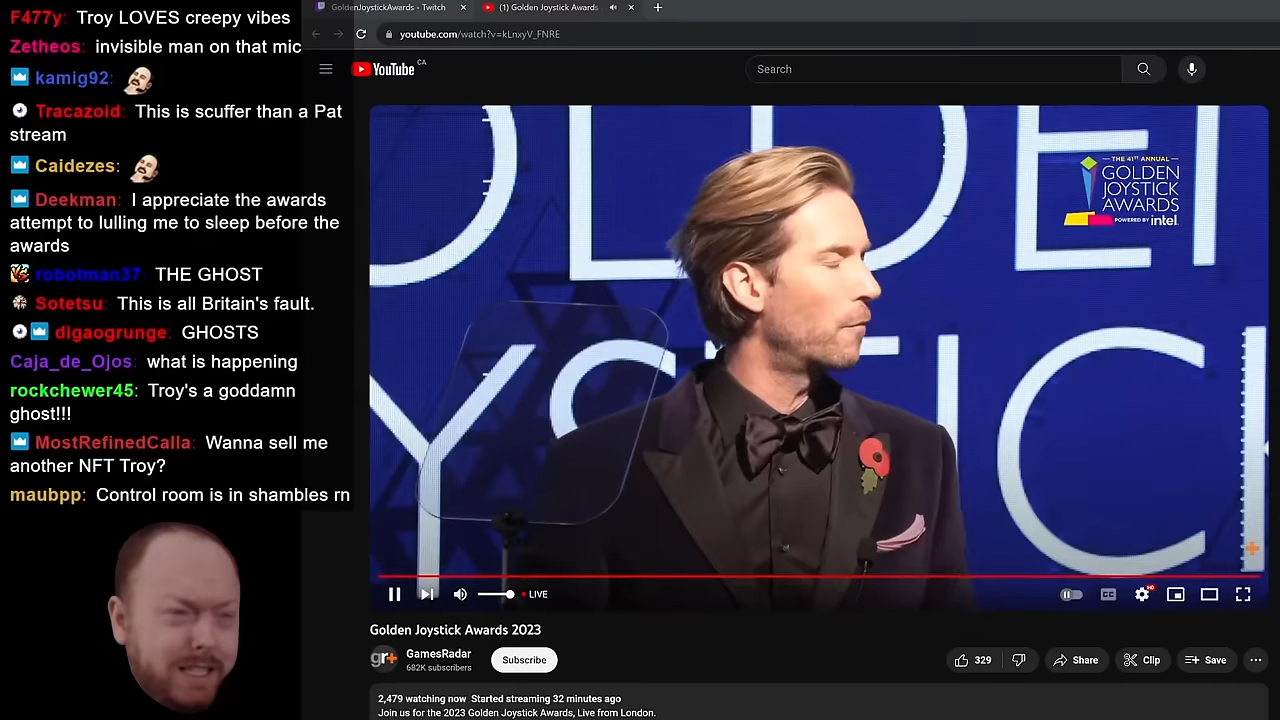 F477y: Troy LOVES creepy vibes
Zetheos: invisible man on that mic
kamig92:
Tracazoid: This is scuffer than a Pat
stream
Caidezes:
Deekman: I appreciate the awards
attempt to lulling me to sleep before the
awards
robotman37 THE GHOST
Sotetsu: This is all Britain's fault.
digaogrunge: GHOSTS
Caja_de_Ojos: what is happening
rockchewer45: Troy's a goddamn
ghost!!!
MostRefinedCalla: Wanna sell me
another NFT Troy?
maubpp: Control room is in shambles rn
GoldenJoystickAwards - Twitch
(1) Golden Joystick Awards
youtube.com/watch?v=kLnxyV_FNRE
YouTube CA
Search
OLDEN
YSTICK
THE 41ST ANNUAL
GOLDEN
JOYSTICK
AWARDS
POWERED BY intel.
LIVE
CC
HD
Golden Joystick Awards 2023
gr+
GamesRadar
682K subscribers
Subscribe
329
Share
Clip
Save
2,479 watching now Started streaming 32 minutes ago
Join us for the 2023 Golden Joystick Awards, Live from London.